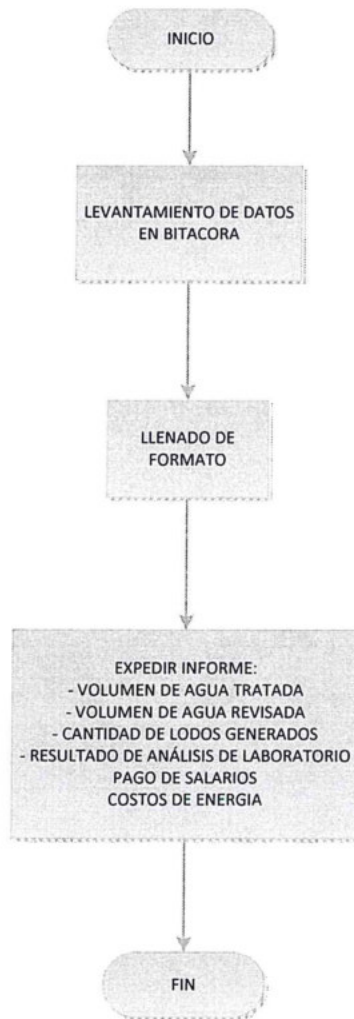 INICIO
LEVANTAMIENTO DE DATOS
EN BITACORA
LLENADO DE
FORMATO
EXPEDIR INFORME:
- VOLUMEN DE AGUA TRATADA
- VOLUMEN DE AGUA REVISADA
- CANTIDAD DE LODOS GENERADOS
- RESULTADO DE ANÁLISIS DE LABORATORIO
PAGO DE SALARIOS
COSTOS DE ENERGIA
FIN